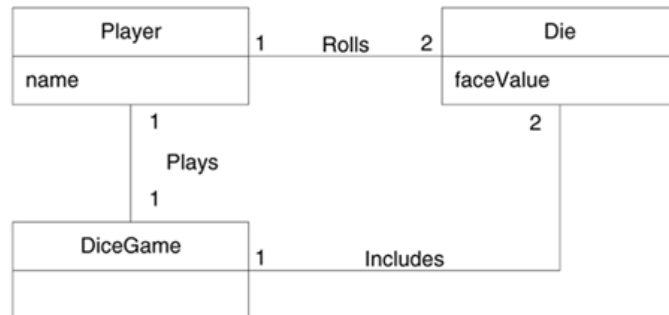 Player
Die
1 Rolls 2
name
faceValue
1
2
Plays
1
DiceGame
1 Includes